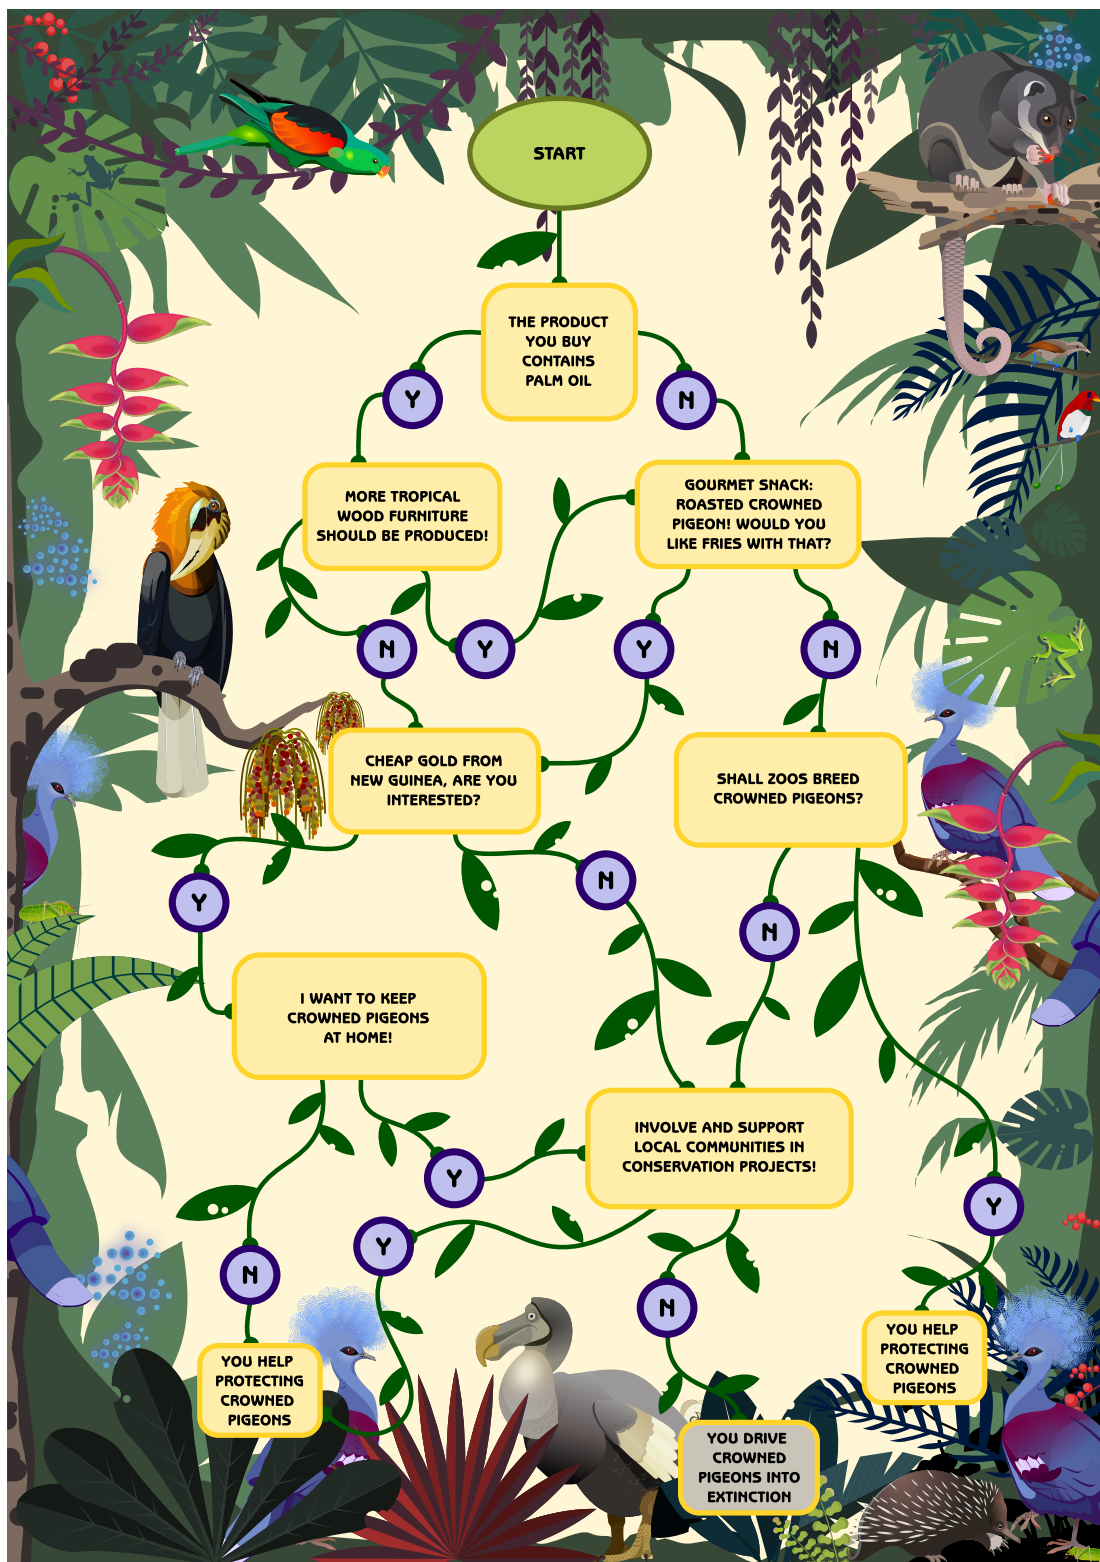 START
THE PRODUCT
YOU BUY
CONTAINS
PALM OIL
Y
N
MORE TROPICAL
WOOD FURNITURE
SHOULD BE PRODUCED!
GOURMET SNACK:
ROASTED CROWNED
PIGEON! WOULD YOU
LIKE FRIES WITH THAT?
N
Y
Y
N
CHEAP GOLD FROM
NEW GUINEA, ARE YOU
INTERESTED?
SHALL ZOOS BREED
CROWNED PIGEONS?
Y
N
N
I WANT TO KEEP
CROWNED PIGEONS
AT HOME!
INVOLVE AND SUPPORT
LOCAL COMMUNITIES IN
CONSERVATION PROJECTS!
Y
Y
Y
N
N
YOU HELP
PROTECTING
CROWNED
PIGEONS
YOU HELP
PROTECTING
CROWNED
PIGEONS
YOU DRIVE
CROWNED
PIGEONS INTO
EXTINCTION